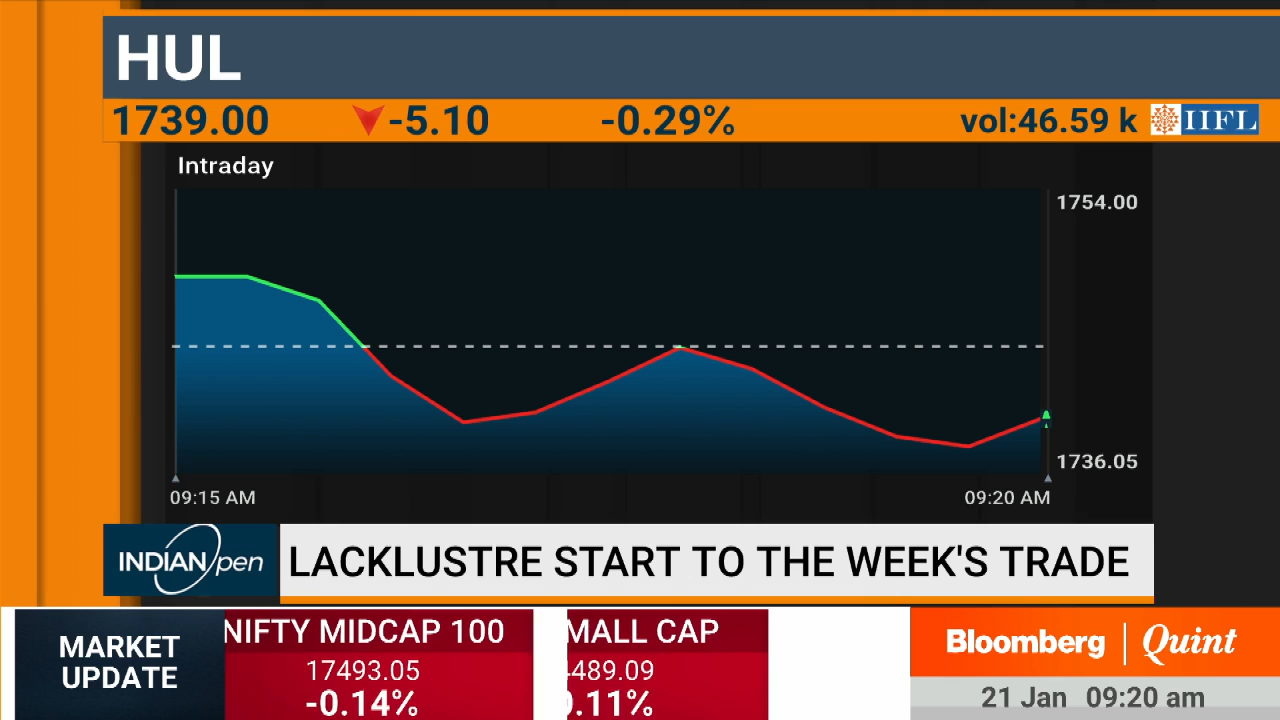 HUL
1739.00 -5.10 -0.29% vol:46.59 k IIFL
Intraday
1754.00
1736.05
09:15 AM 09:20 AM
INDIAN Open LACKLUSTRE START TO THE WEEK'S TRADE
MARKET UPDATE
NIFTY MIDCAP 100
17493.05
-0.14%
MALL CAP
489.09
.11%
Bloomberg | Quint
21 Jan 09:20 am